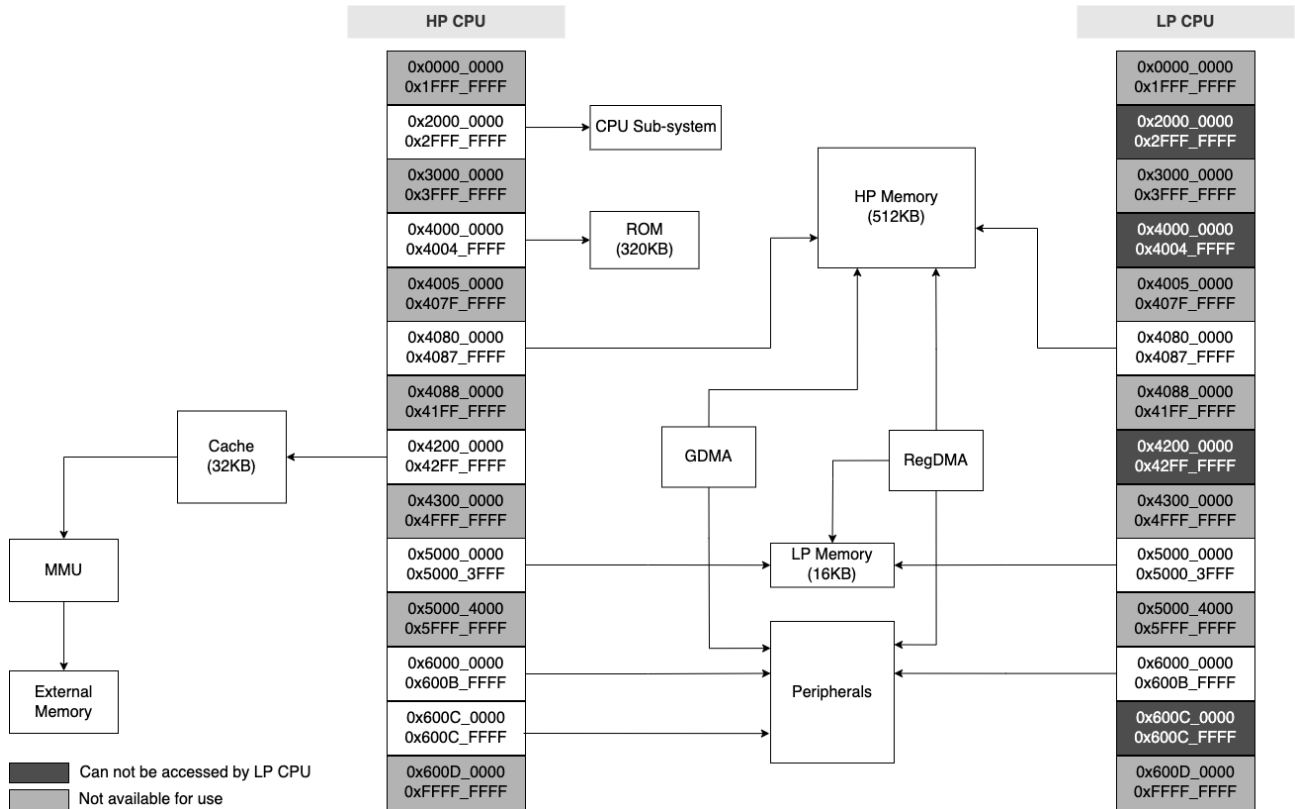 HP CPU
LP CPU
0x0000_0000
0x1FFF_FFFF
0x2000_0000
0x2FFF_FFFF
0x3000_0000
0x3FFF_FFFF
0x4000_0000
0x4004_FFFF
0x4005_0000
0x407F_FFFF
0x4080_0000
0x4087_FFFF
0x4088_0000
0x41FF_FFFF
0x4200_0000
0x42FF_FFFF
0x4300_0000
0x4FFF_FFFF
0x5000_0000
0x5000_3FFF
0x5000_4000
0x5FFF_FFFF
0x6000_0000
0x600B_FFFF
0x600C_0000
0x600C_FFFF
0x600D_0000
0xFFFF_FFFF
CPU Sub-system
ROM
(320KB)
HP Memory
(512KB)
Cache
(32KB)
MMU
External
Memory
GDMA
RegDMA
LP Memory
(16KB)
Peripherals
0x0000_0000
0x1FFF_FFFF
0x2000_0000
0x2FFF_FFFF
0x3000_0000
0x3FFF_FFFF
0x4000_0000
0x4004_FFFF
0x4005_0000
0x407F_FFFF
0x4080_0000
0x4087_FFFF
0x4088_0000
0x41FF_FFFF
0x4200_0000
0x42FF_FFFF
0x4300_0000
0x4FFF_FFFF
0x5000_0000
0x5000_3FFF
0x5000_4000
0x5FFF_FFFF
0x6000_0000
0x600B_FFFF
0x600C_0000
0x600C_FFFF
0x600D_0000
0xFFFF_FFFF
Can not be accessed by LP CPU
Not available for use